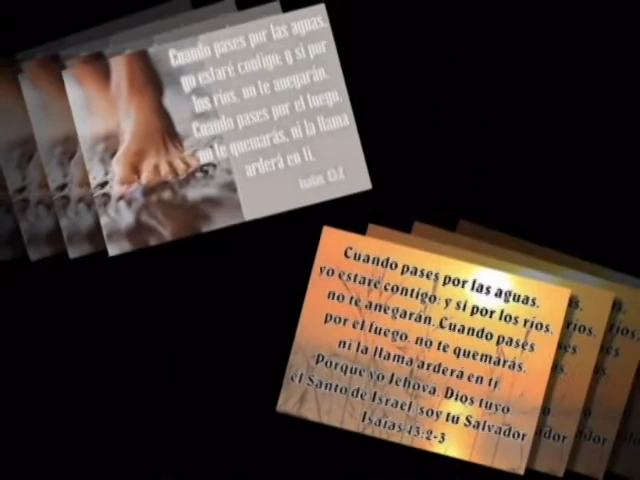 Cuando pases por las aguas,
yo estaré contigo; y si por
los ríos, no te anegarán.
Cuando pases por el fuego,
no te quemarás, ni la llama
arderá en ti.
Isaías 43:2
Cuando pases por las aguas,
yo estaré contigo; y si por los ríos,
no te anegarán. Cuando pases
por el fuego, no te quemarás,
ni la llama arderá en ti.
Porque yo Jehová, Dios tuyo
el Santo de Israel, soy tu Salvador
Isaías 43:2-3